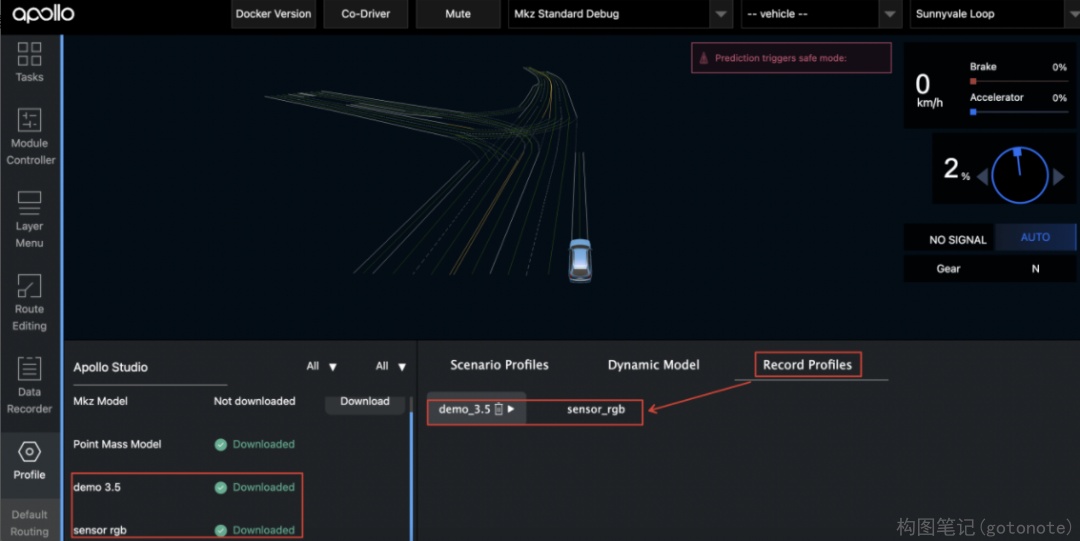 apollo
Docker Version
Co-Driver
Mute
Mkz Standard Debug
-- vehicle --
Sunnyvale Loop
Tasks
Module
Controller
Layer
Menu
Route
Editing
Data
Recorder
Profile
Default
Routing
Prediction triggers safe mode:
0
km/h
Brake 0%
Accelerator 0%
2 %
NO SIGNAL AUTO
Gear N
Apollo Studio All ▼ All ▼
Mkz Model Not downloaded Download
Point Mass Model Downloaded
demo 3.5 Downloaded
sensor rgb Downloaded
Scenario Profiles Dynamic Model Record Profiles
demo_3.5 sensor_rgb
构图笔记(gotonote)